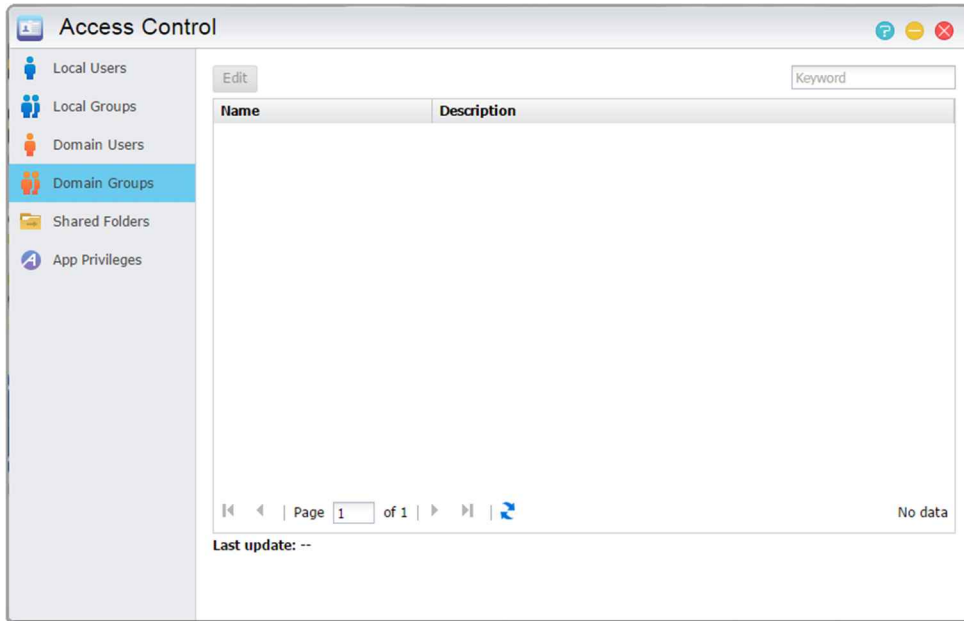 Access Control
Local Users
Local Groups
Domain Users
Domain Groups
Shared Folders
App Privileges
Edit
Keyword
Name Description
Page 1 of 1
No data
Last update: --